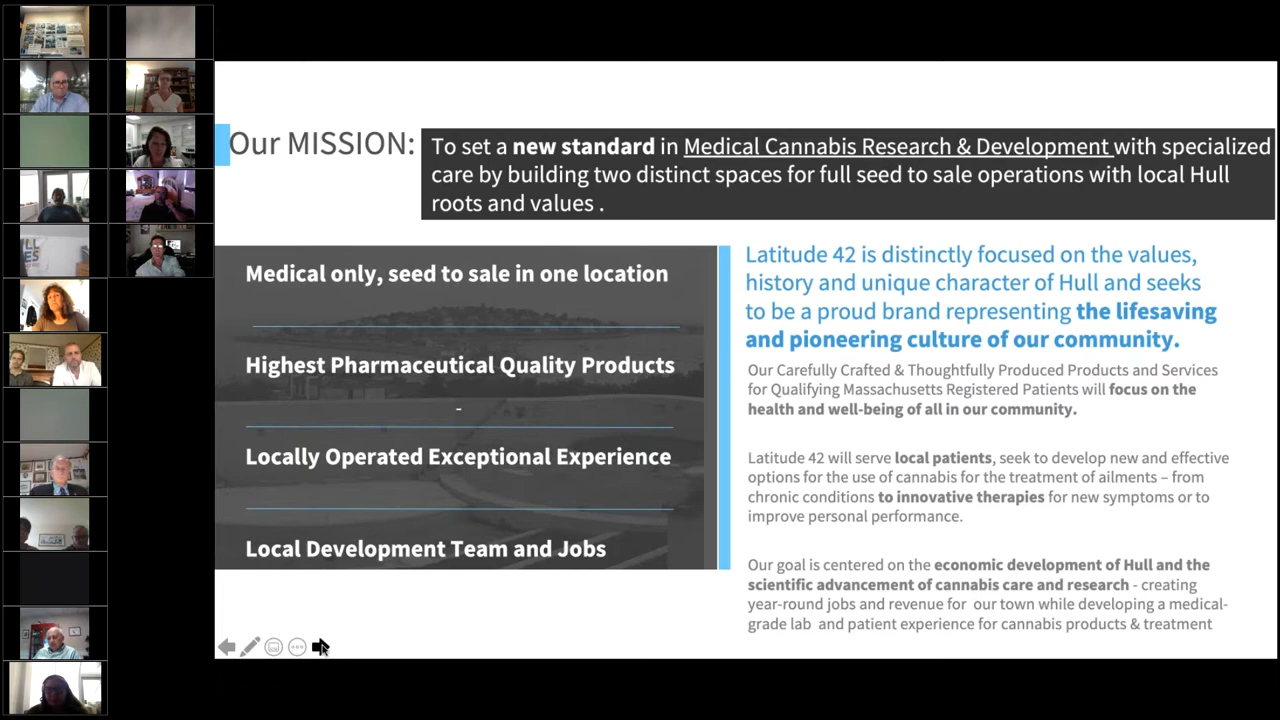 Our MISSION:
To set a new standard in Medical Cannabis Research & Development with specialized
care by building two distinct spaces for full seed to sale operations with local Hull
roots and values .
Medical only, seed to sale in one location
Highest Pharmaceutical Quality Products
-
Locally Operated Exceptional Experience
Local Development Team and Jobs
Latitude 42 is distinctly focused on the values,
history and unique character of Hull and seeks
to be a proud brand representing the lifesaving
and pioneering culture of our community.
Our Carefully Crafted & Thoughtfully Produced Products and Services
for Qualifying Massachusetts Registered Patients will focus on the
health and well-being of all in our community.
Latitude 42 will serve local patients, seek to develop new and effective
options for the use of cannabis for the treatment of ailments – from
chronic conditions to innovative therapies for new symptoms or to
improve personal performance.
Our goal is centered on the economic development of Hull and the
scientific advancement of cannabis care and research - creating
year-round jobs and revenue for our town while developing a medical-
grade lab and patient experience for cannabis products & treatment